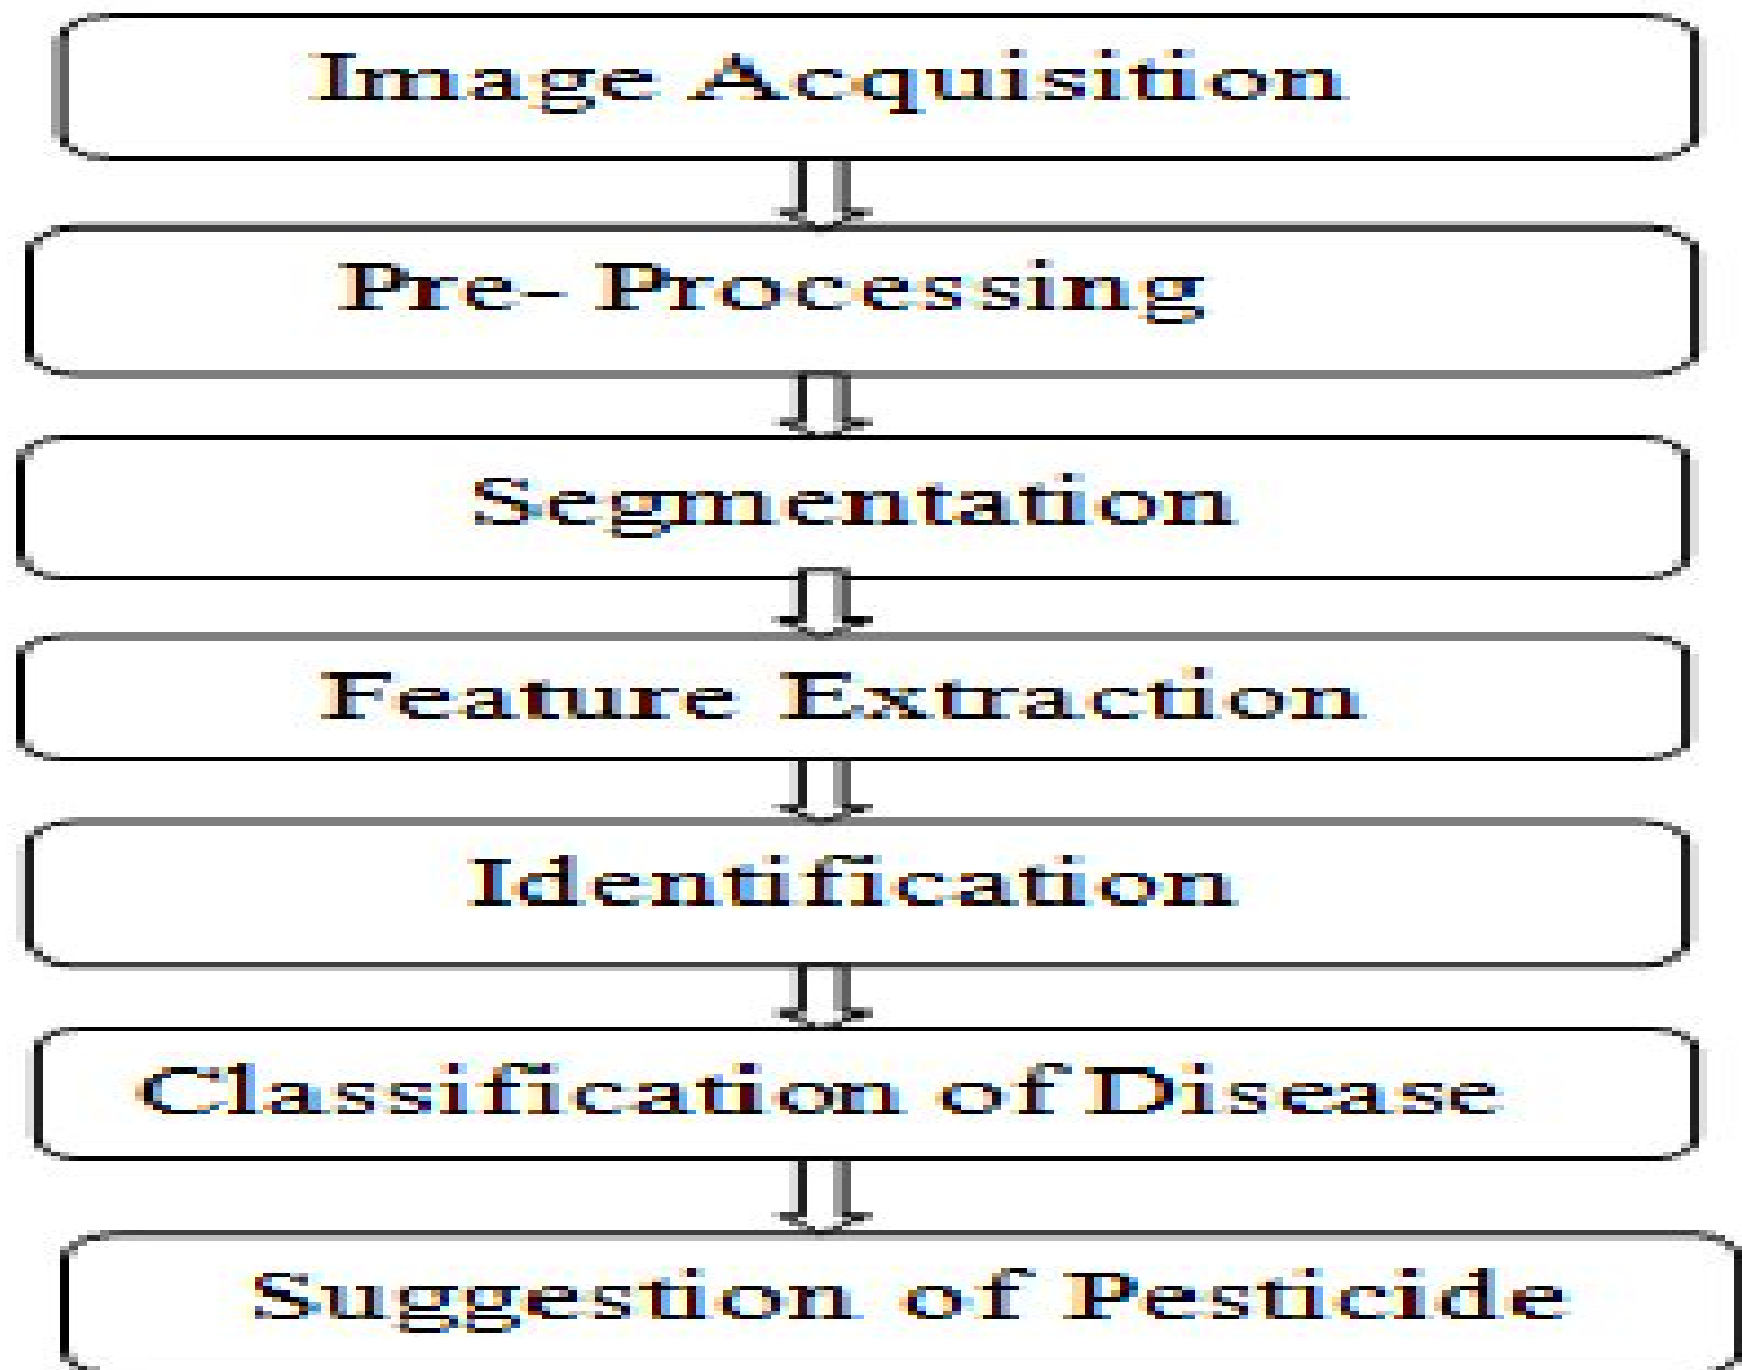 Image Acquisition
Pre- Processing
Segmentation
Feature Extraction
Identification
Classification of Disease
Suggestion of Pesticide